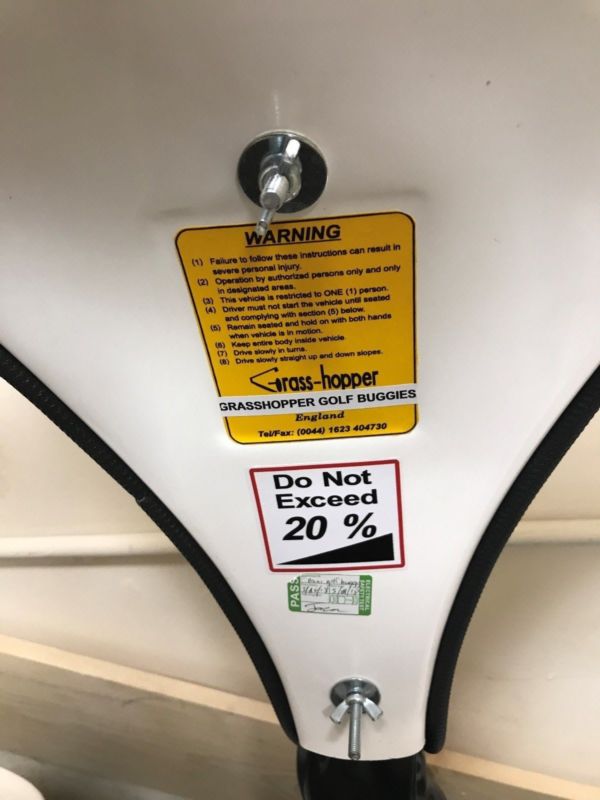 WARNING
(1) Failure to follow these instructions can result in
severe personal injury.
(2) Operation by authorized persons only and only
in designated areas.
(3) This vehicle is restricted to ONE (1) person.
(4) Driver must not start the vehicle until seated
and complying with section (5) below.
(5) Remain seated and hold on with both hands
when vehicle is in motion.
(6) Keep entire body inside vehicle
(7) Drive slowly in turns.
(8) Drive slowly straight up and down slopes.
Grass-hopper
GRASSHOPPER GOLF BUGGIES
England
Tel/Fax: (0044) 1623 404730
Do Not
Exceed
20 %
PASS
ELECTRICAL
SAFETY TEST